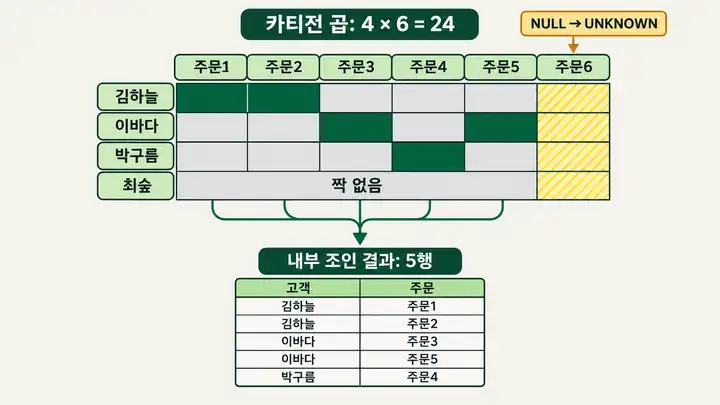 카티전 곱: 4 × 6 = 24
NULL → UNKNOWN
주문1 주문2 주문3 주문4 주문5 주문6
김하늘
이바다
박구름
최숲 짝 없음
내부 조인 결과: 5행
고객 주문
김하늘 주문1
김하늘 주문2
이바다 주문3
이바다 주문5
박구름 주문4